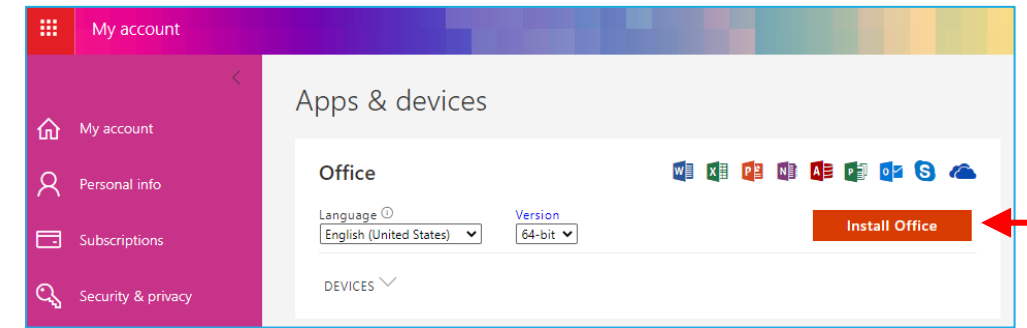 My account
Apps & devices
My account
Personal info
Subscriptions
Security & privacy
Office
Language
Version
English (United States)
64-bit
Install Office
DEVICES